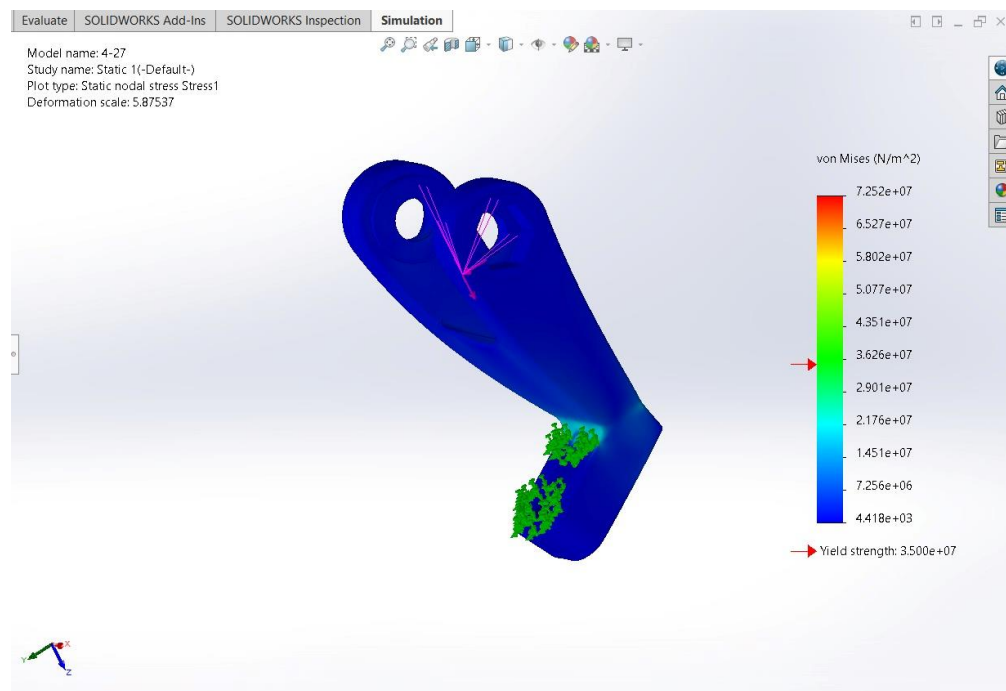 Evaluate SOLIDWORKS Add-Ins SOLIDWORKS Inspection Simulation
Model name: 4-27
Study name: Static 1(-Default-)
Plot type: Static nodal stress Stress1
Deformation scale: 5.87537
von Mises (N/m^2)
7.252e+07
6.527e+07
5.802e+07
5.077e+07
4.351e+07
3.626e+07
2.901e+07
2.176e+07
1.451e+07
7.256e+06
4.418e+03
Yield strength: 3.500e+07
Y X
Z